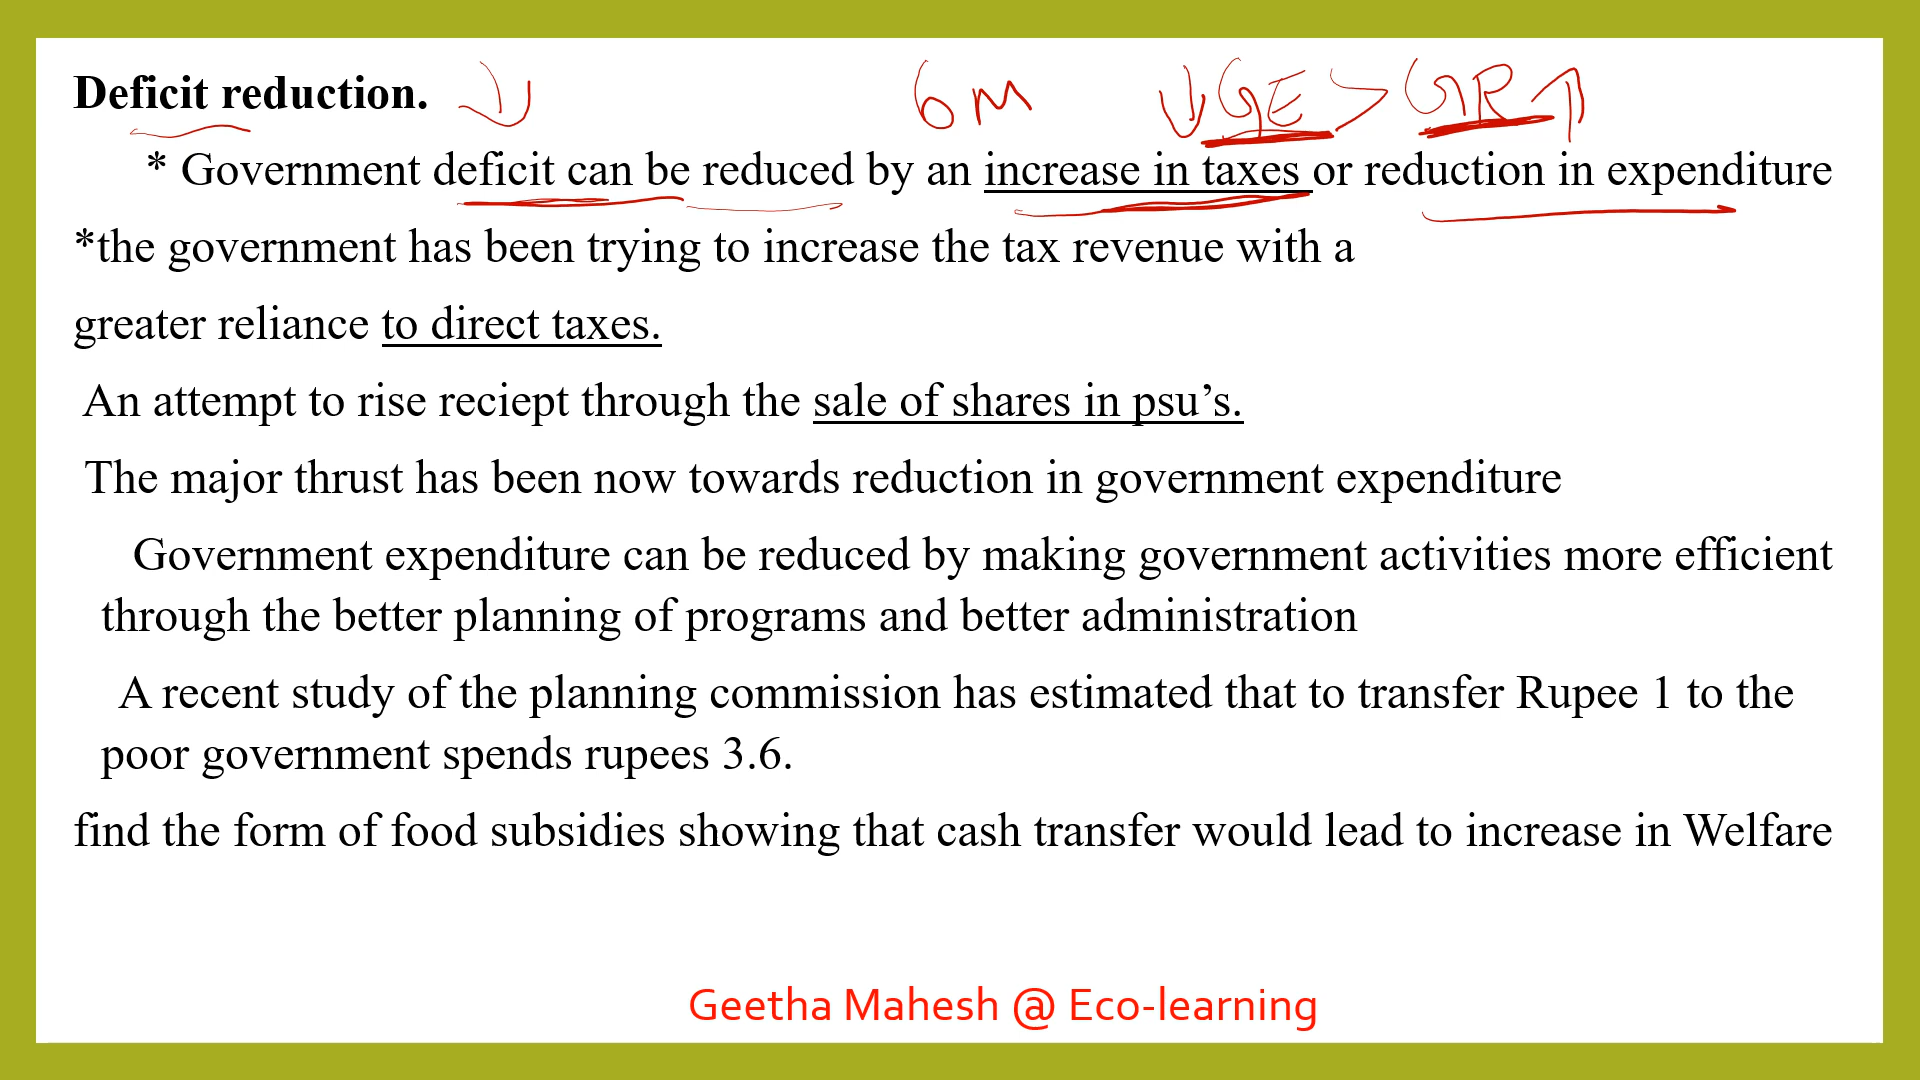 Deficit reduction. ↓ 6 M ↓ GE > GR ↑
* Government deficit can be reduced by an increase in taxes or reduction in expenditure
*the government has been trying to increase the tax revenue with a
greater reliance to direct taxes.
An attempt to rise reciept through the sale of shares in psu’s.
The major thrust has been now towards reduction in government expenditure
Government expenditure can be reduced by making government activities more efficient
through the better planning of programs and better administration
A recent study of the planning commission has estimated that to transfer Rupee 1 to the
poor government spends rupees 3.6.
find the form of food subsidies showing that cash transfer would lead to increase in Welfare
Geetha Mahesh @ Eco-learning